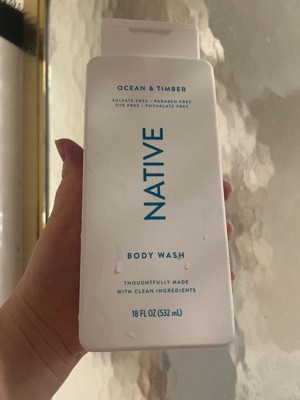 OCEAN & TIMBER
SULFATE FREE - PARABEN FREE
DYE FREE - PHTHALATE FREE
NATIVE
BODY WASH
THOUGHTFULLY MADE
WITH CLEAN INGREDIENTS
18 FL OZ (532 mL)